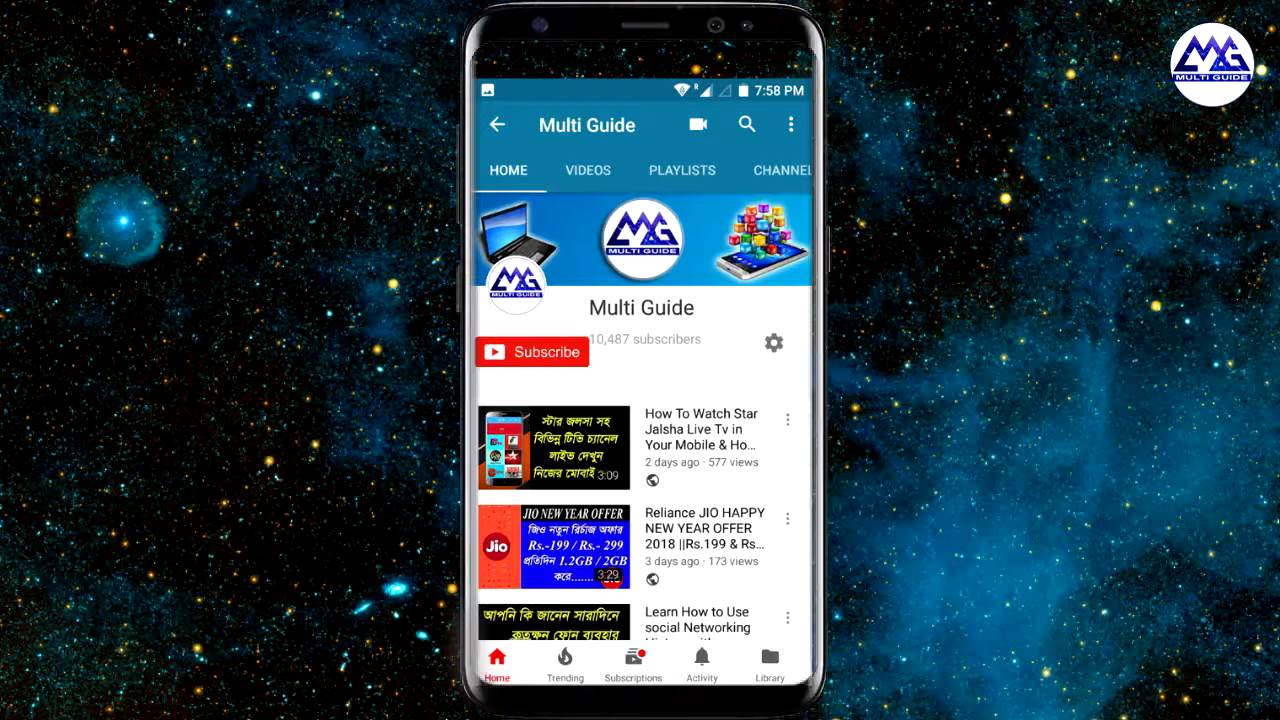 MG
MULTI GUIDE
R
7:58 PM
Multi Guide
HOME VIDEOS PLAYLISTS CHANNEL
MG
MULTI GUIDE
MG
MULTI GUIDE
Multi Guide
10,487 subscribers
Subscribe
স্টার জলসা সহ
বিভিন্ন টিভি চ্যানেল
লাইভ দেখুন
নিজের মোবাই
3:09
How To Watch Star
Jalsha Live Tv in
Your Mobile & Ho...
2 days ago · 577 views
JIO NEW YEAR OFFER
জিও নতুন রির্চাজ অফার
Rs.-199 / Rs.- 299
প্রতিদিন 1.2GB / 2GB
করে.......
Jio
3:29
Reliance JIO HAPPY
NEW YEAR OFFER
2018 ||Rs.199 & Rs...
3 days ago · 173 views
আপনি কি জানেন সারাদিনে
কতক্ষন ফোন ব্যবহার
Learn How to Use
social Networking
Home Trending Subscriptions Activity Library